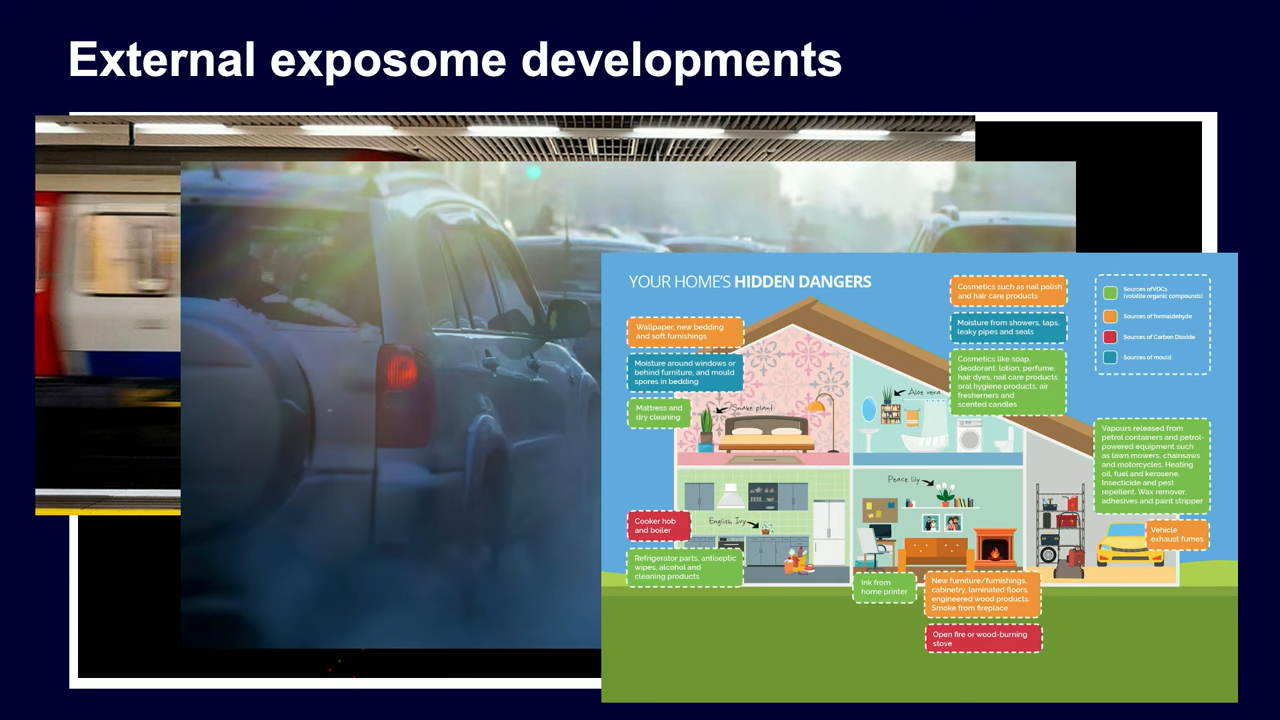 External exposome developments
YOUR HOME'S HIDDEN DANGERS
Wallpaper, new bedding
and soft furnishings
Moisture around windows or
behind furniture, and mould
spores in bedding
Mattress and
dry cleaning
Snake plant
Cosmetics such as nail polish
and hair care products
Moisture from showers, taps,
leaky pipes and seals
Cosmetics like soap,
deodorant, lotion, perfume,
hair dyes, nail care products
oral hygiene products, air
fresherners and
scented candles
Aloe vera
Sources of VOCs
(volatile organic compounds)
Sources of formaldehyde
Sources of Carbon Dioxide
Sources of mould
Vapours released from
petrol containers and petrol-
powered equipment such
as lawn mowers, chainsaws
and motorcycles. Heating
oil, fuel and kerosene.
Insecticide and pest
repellent. Wax remover,
adhesives and paint stripper
Vehicle
exhaust fumes
Peace lily
English Ivy
Cooker hob
and boiler
Refrigerator parts, antiseptic
wipes, alcohol and
cleaning products
Ink from
home printer
New furniture/furnishings,
cabinetry, laminated floors,
engineered wood products.
Smoke from fireplace
Open fire or wood-burning
stove